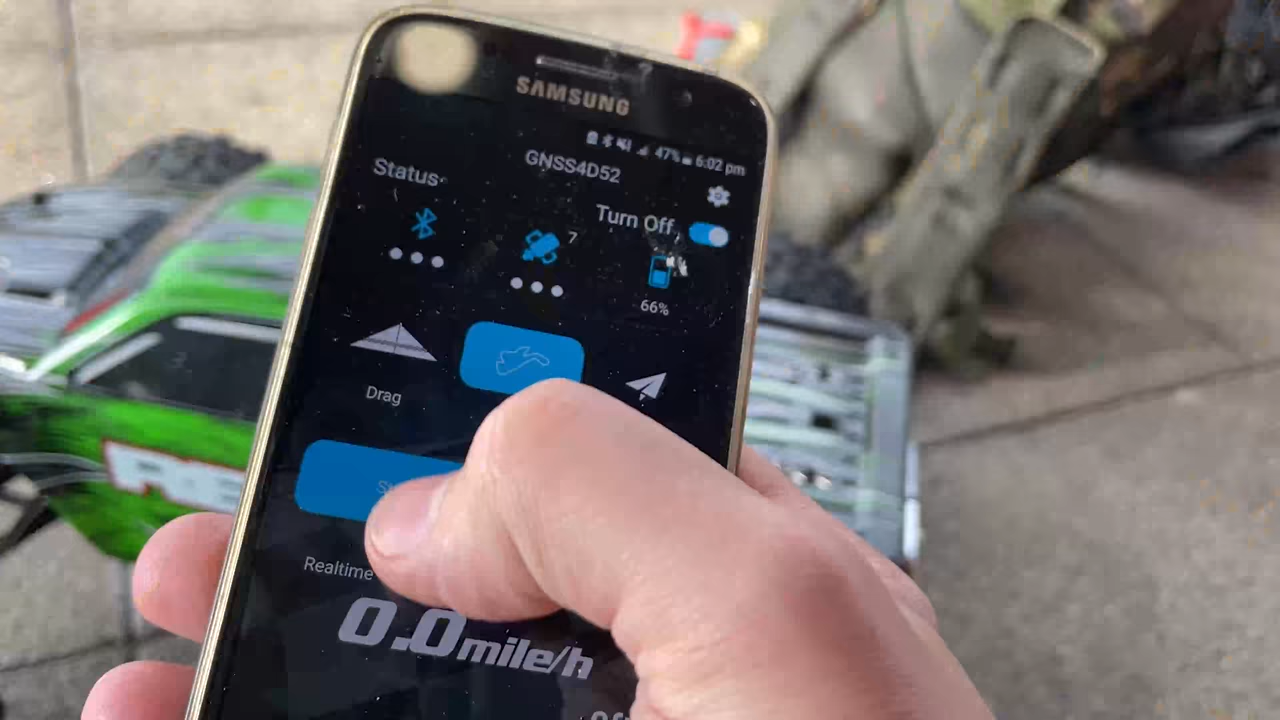 SAMSUNG
47% 6:02 pm
GNSS4D52
Status
Turn Off
7
66%
Drag
Realtime
0.0mile/h